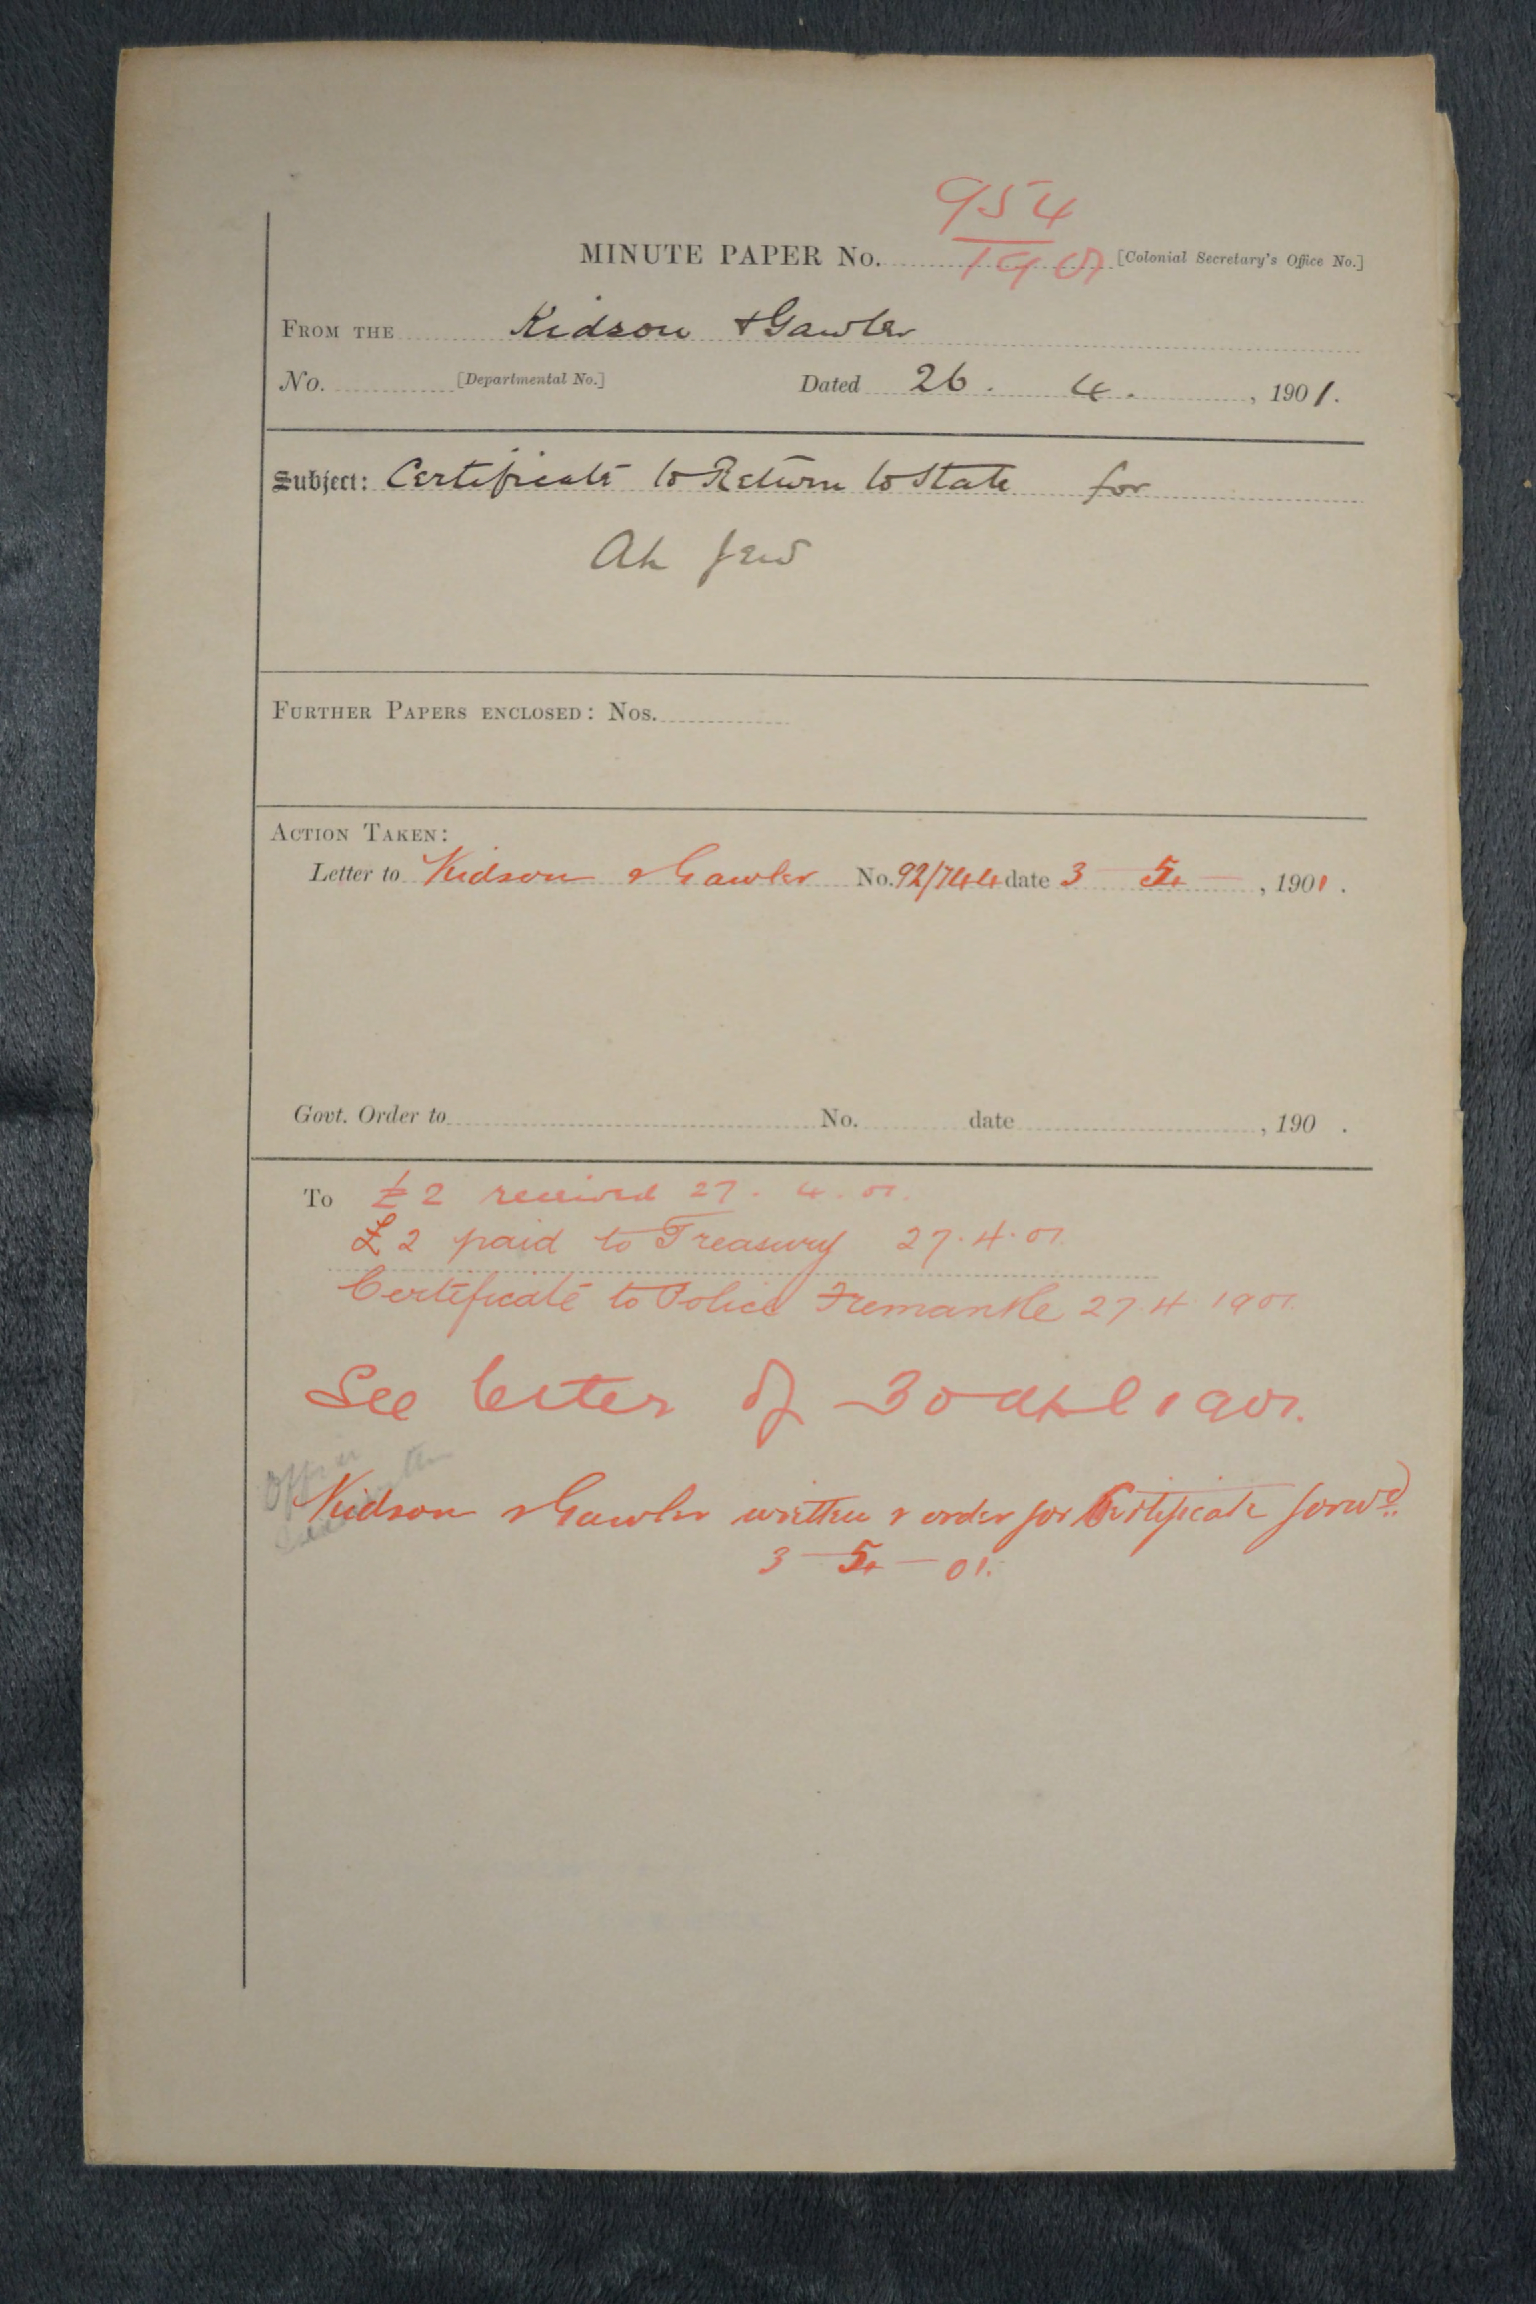 954
MINUTE PAPER No. 1901 [Colonial Secretary's Office No.]
FROM THE Kidson & Gawler
No. [Departmental No.] Dated 26 . 4 . , 1901.
Subject: Certificate to Return to State for
Ah Jew
FURTHER PAPERS ENCLOSED: Nos.
ACTION TAKEN:
Letter to Kidson & Gawler No. 92/744 date 3 5 — , 1901 .
Govt. Order to No. date , 190 .
To £2 received 27 . 4 . 01.
£2 paid to Treasury 27.4.01.
Certificate to Police Fremantle 27.4.1901.
See letter of 30 Apl 1901.
Kidson & Gawler written & order for Certificate forwd.
3 — 5 — 01.